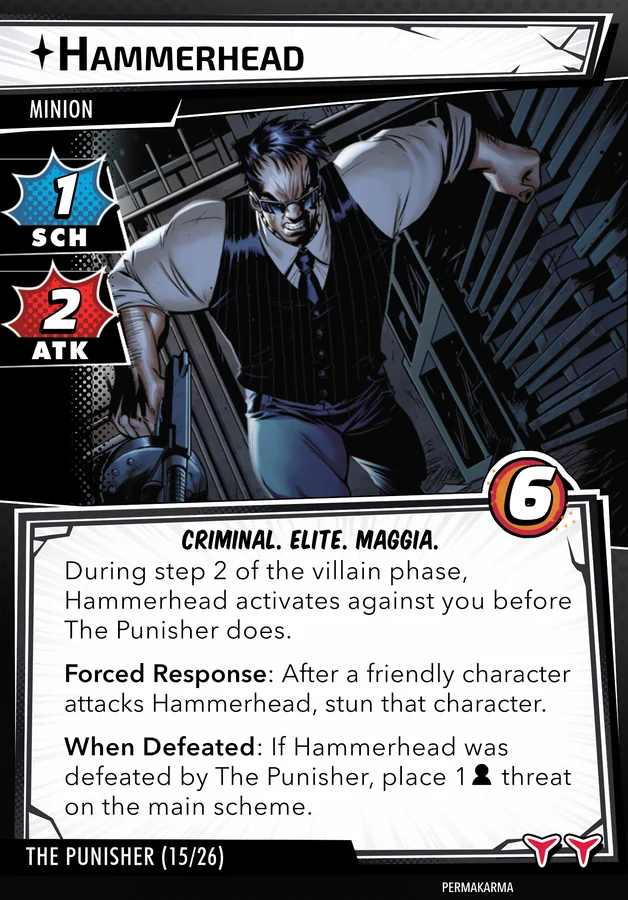 HAMMERHEAD
MINION
1
SCH
2
ATK
6
CRIMINAL. ELITE. MAGGIA.
During step 2 of the villain phase,
Hammerhead activates against you before
The Punisher does.
Forced Response: After a friendly character
attacks Hammerhead, stun that character.
When Defeated: If Hammerhead was
defeated by The Punisher, place 1 threat
on the main scheme.
THE PUNISHER (15/26)
PERMAKARMA